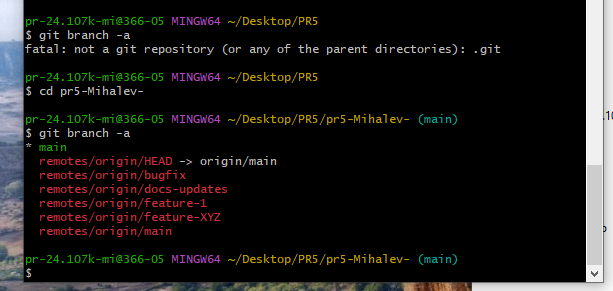 pr-24.107k-mi@366-05 MINGW64 ~/Desktop/PR5
$ git branch -a
fatal: not a git repository (or any of the parent directories): .git
pr-24.107k-mi@366-05 MINGW64 ~/Desktop/PR5
$ cd pr5-Mihalev-
pr-24.107k-mi@366-05 MINGW64 ~/Desktop/PR5/pr5-Mihalev- (main)
$ git branch -a
* main
remotes/origin/HEAD -> origin/main
remotes/origin/bugfix
remotes/origin/docs-updates
remotes/origin/feature-1
remotes/origin/feature-XYZ
remotes/origin/main
pr-24.107k-mi@366-05 MINGW64 ~/Desktop/PR5/pr5-Mihalev- (main)
$